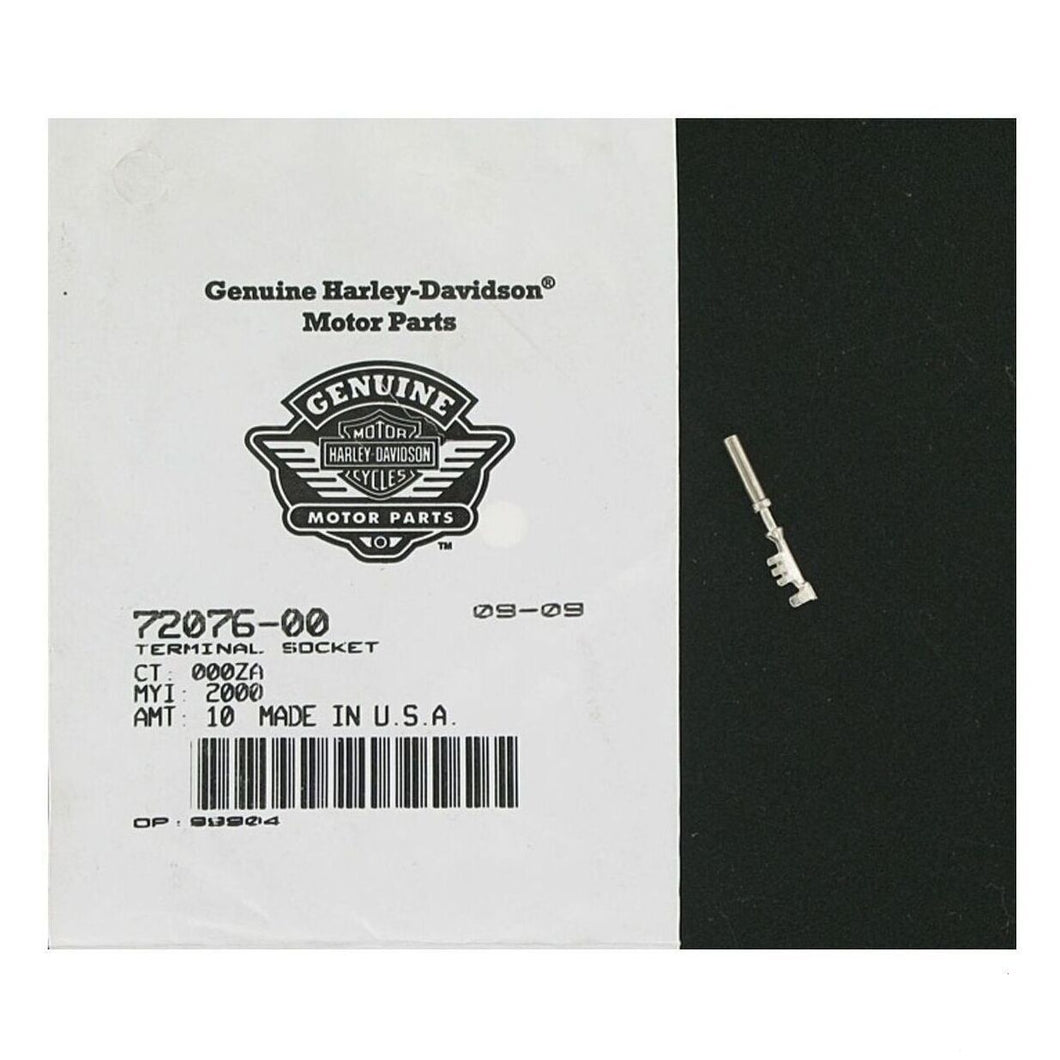 Genuine Harley-Davidson®
Motor Parts
GENUINE
MOTOR
HARLEY-DAVIDSON
CYCLES
MOTOR PARTS
TM
72076-00 09-09
TERMINAL SOCKET
CT: 000ZA
MYI: 2000
AMT: 10 MADE IN U.S.A.
OP: 99904